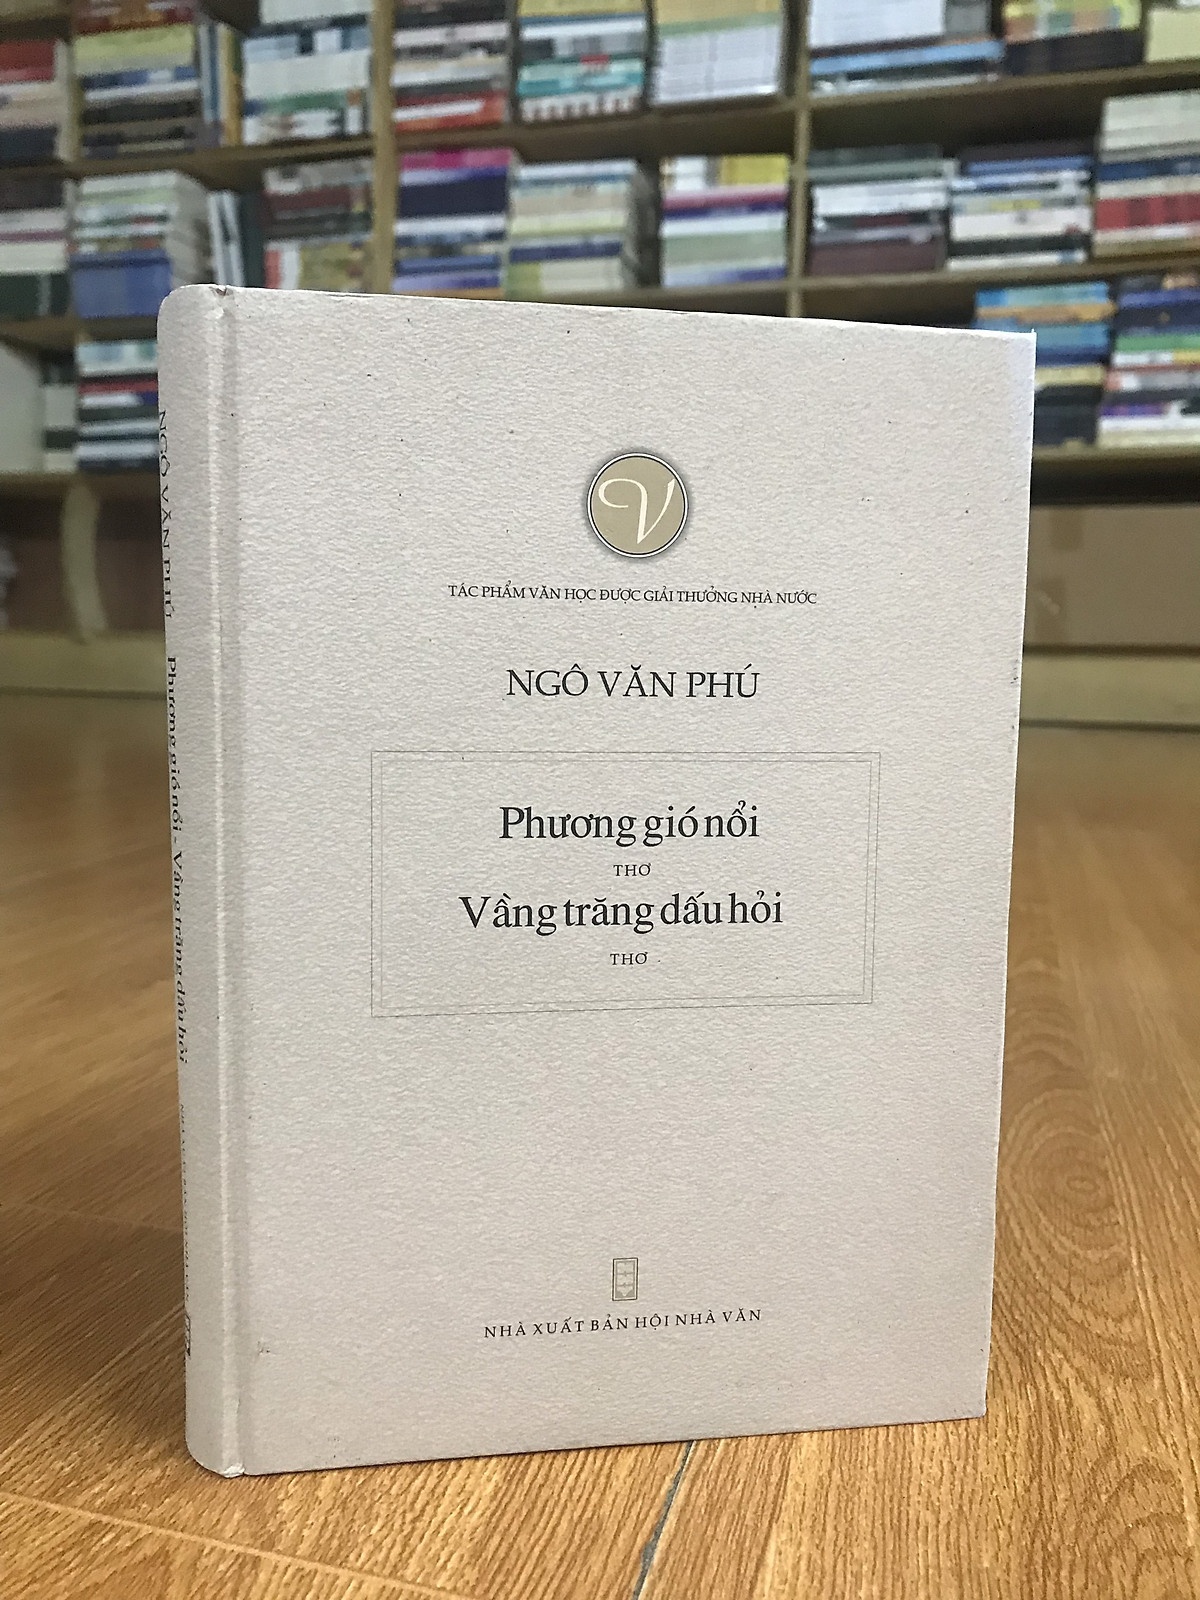 V
TÁC PHẨM VĂN HỌC ĐƯỢC GIẢI THƯỞNG NHÀ NƯỚC
NGÔ VĂN PHÚ
Phương gió nổi
THƠ
Vầng trăng dấu hỏi
THƠ
NHÀ XUẤT BẢN HỘI NHÀ VĂN
NGÔ VĂN PHÚ Phương gió nổi - Vầng trăng dấu hỏi